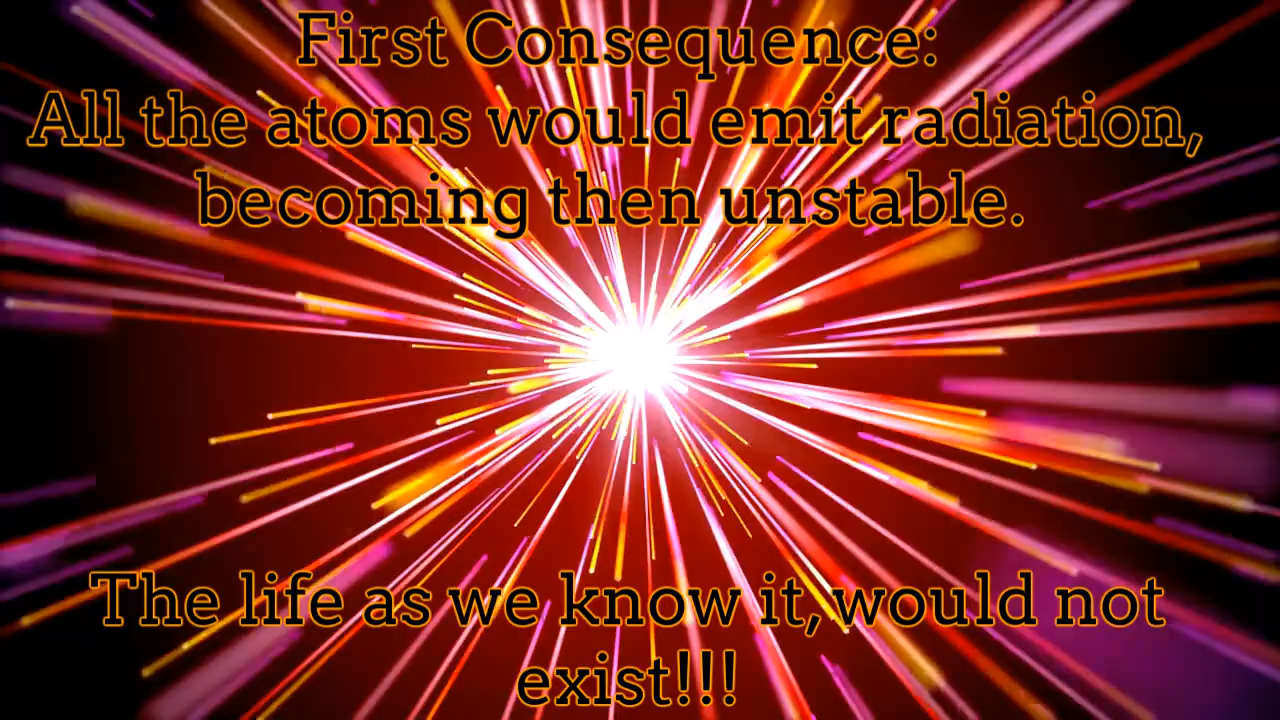 First Consequence:
All the atoms would emit radiation,
becoming then unstable.
The life as we know it, would not
exist!!!